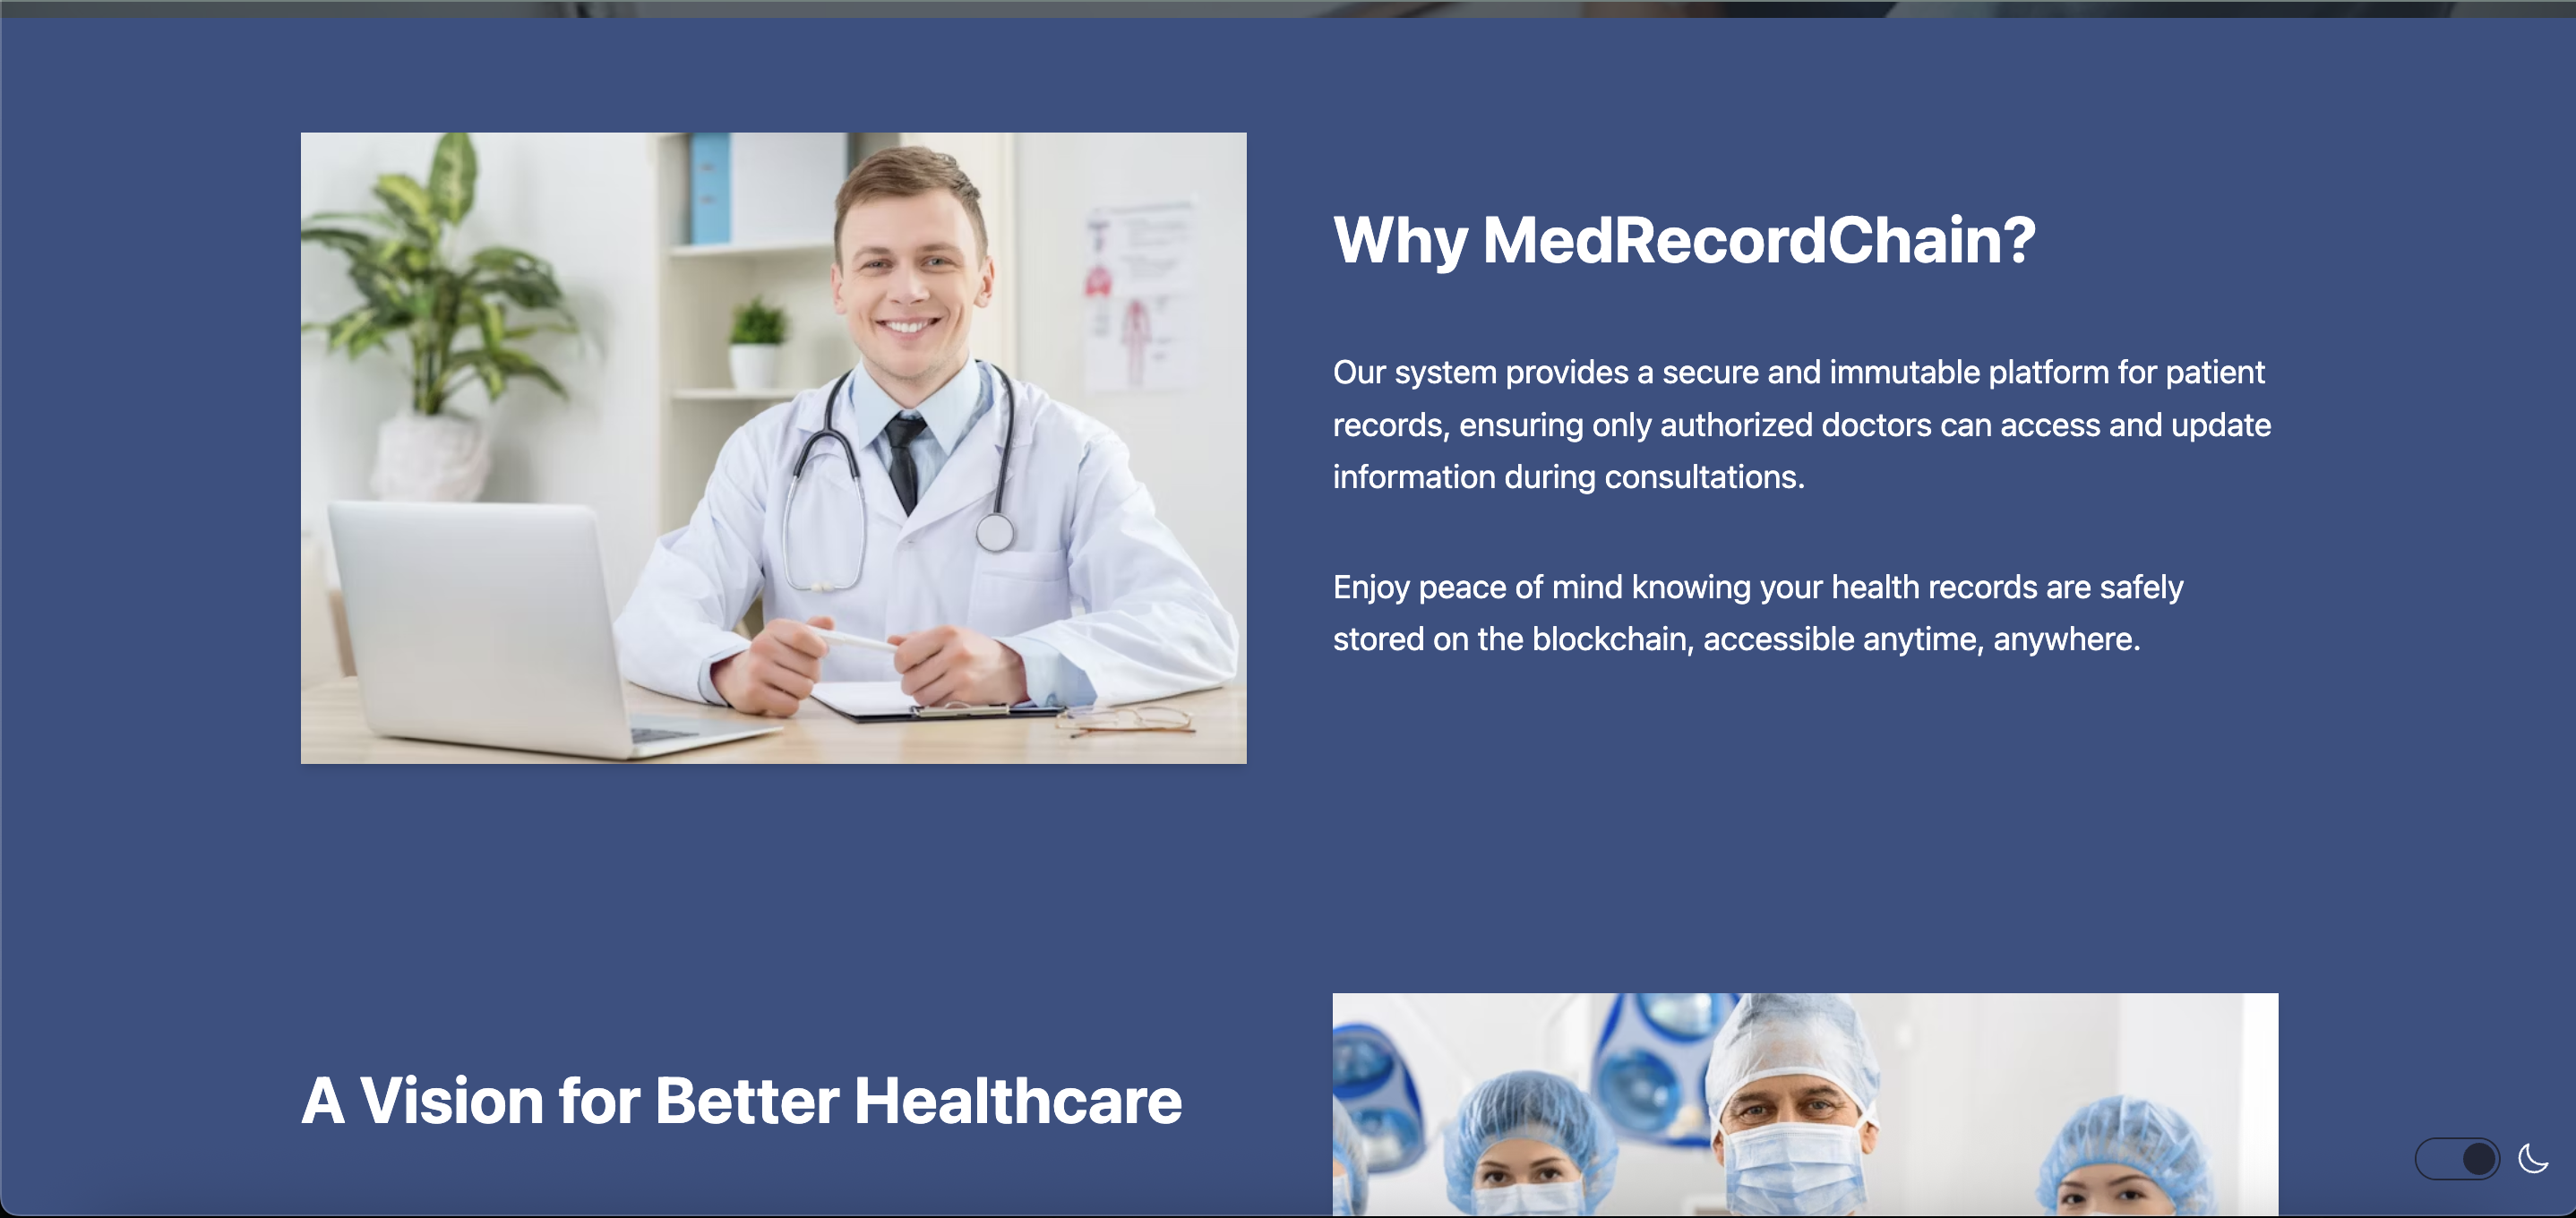 Why MedRecordChain?
Our system provides a secure and immutable platform for patient
records, ensuring only authorized doctors can access and update
information during consultations.
Enjoy peace of mind knowing your health records are safely
stored on the blockchain, accessible anytime, anywhere.
A Vision for Better Healthcare